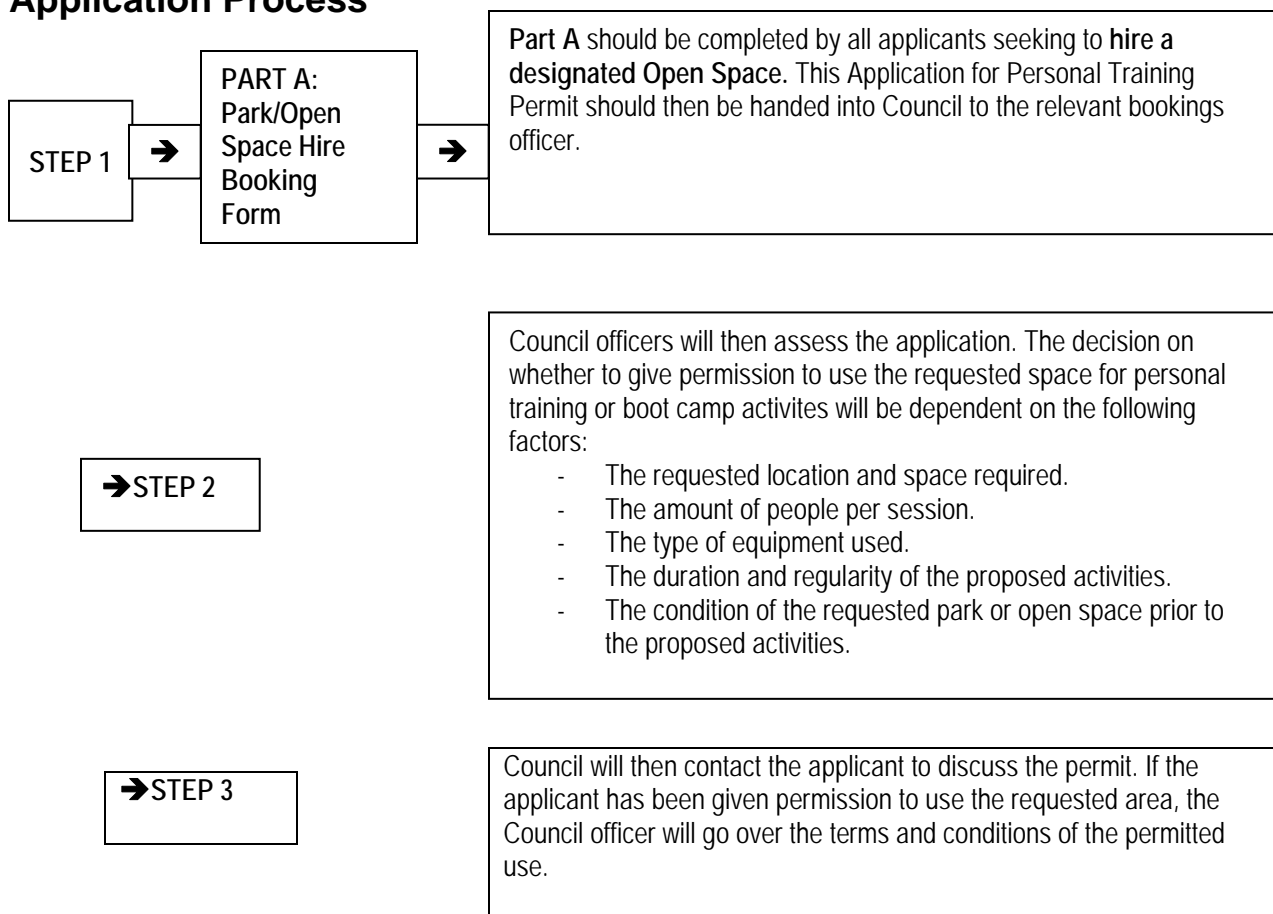 Application Process
STEP 1
➔
PART A:
Park/Open
Space Hire
Booking
Form
➔
Part A should be completed by all applicants seeking to hire a
designated Open Space. This Application for Personal Training
Permit should then be handed into Council to the relevant bookings
officer.
➔STEP 2
Council officers will then assess the application. The decision on
whether to give permission to use the requested space for personal
training or boot camp activites will be dependent on the following
factors:
- The requested location and space required.
- The amount of people per session.
- The type of equipment used.
- The duration and regularity of the proposed activities.
- The condition of the requested park or open space prior to
the proposed activities.
➔STEP 3
Council will then contact the applicant to discuss the permit. If the
applicant has been given permission to use the requested area, the
Council officer will go over the terms and conditions of the permitted
use.